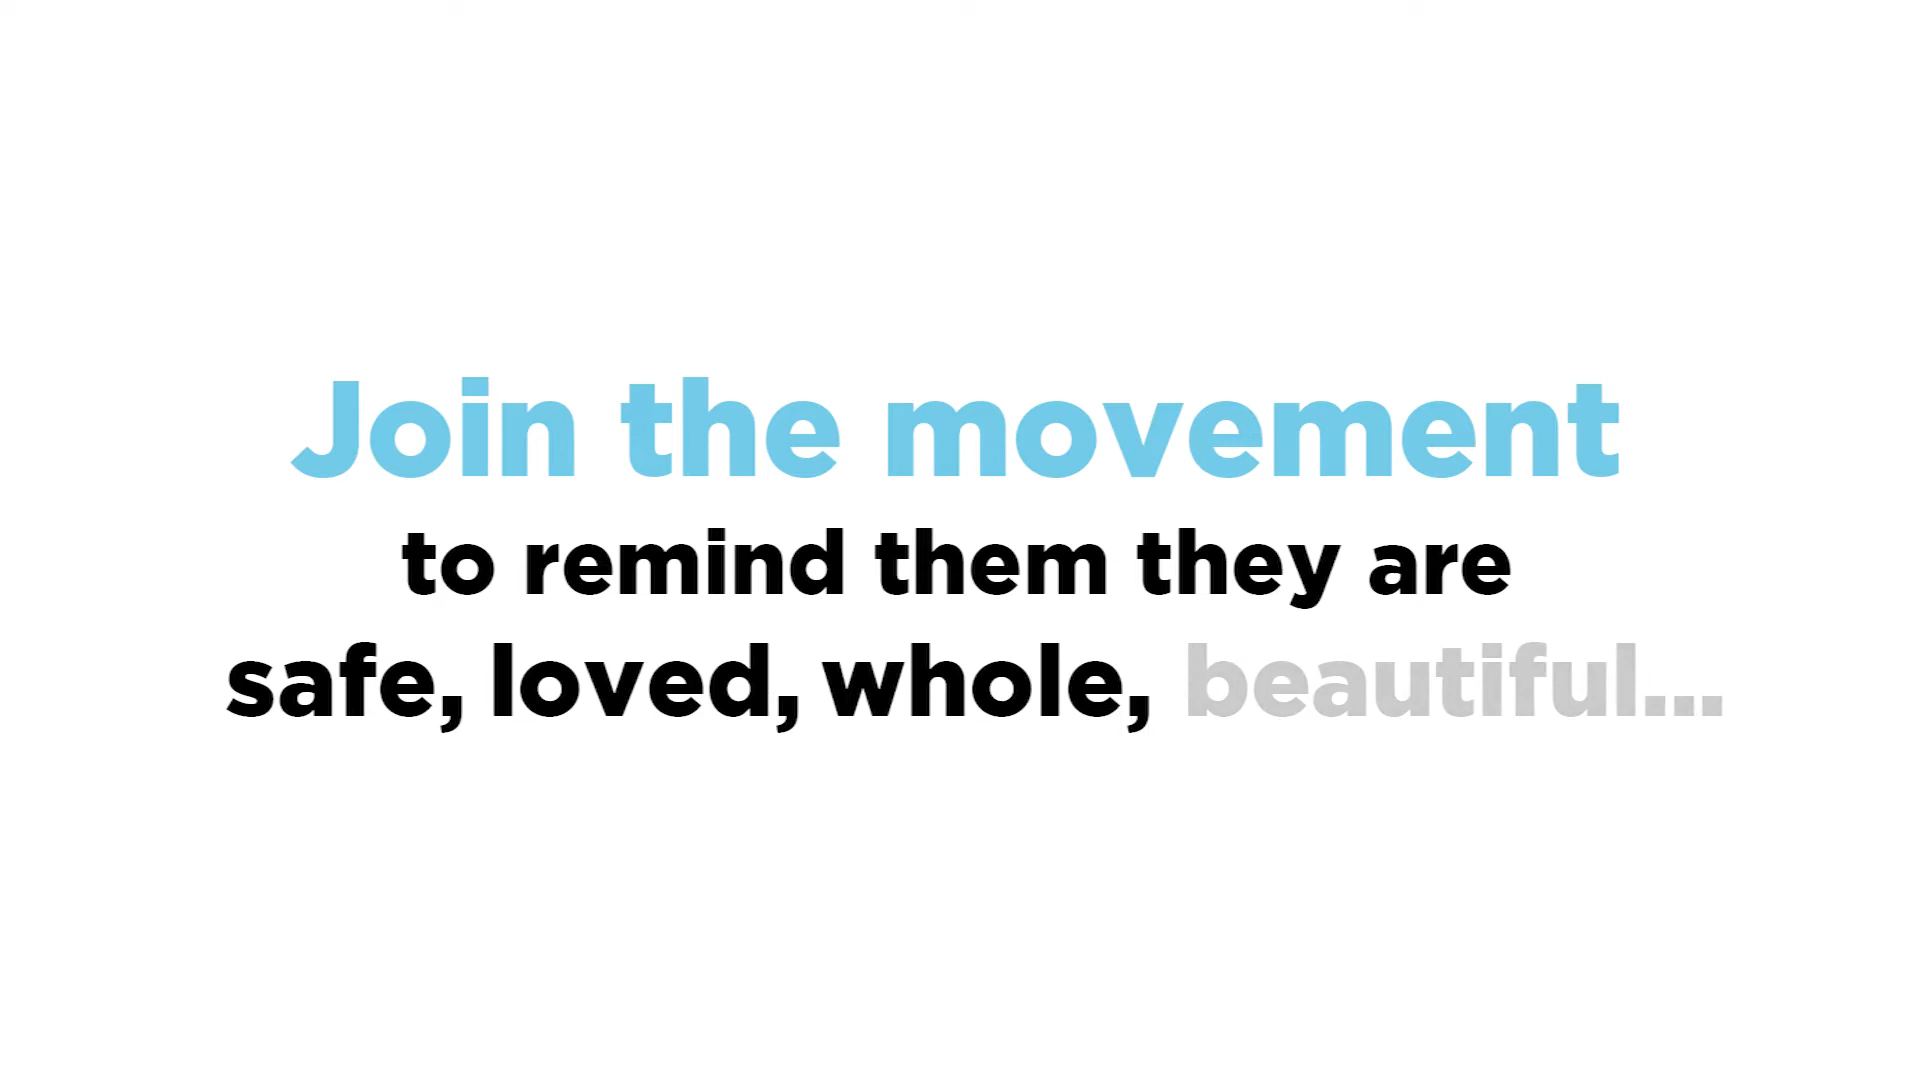 Join the movement
to remind them they are
safe, loved, whole, beautiful...